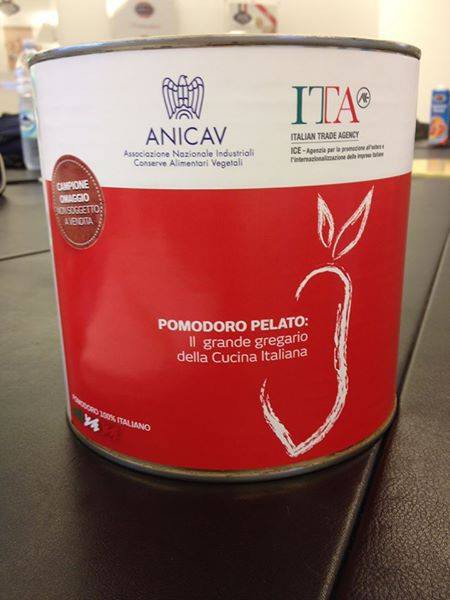 ANICAV
Associazione Nazionale Industriali
Conserve Alimentari Vegetali
ITA
ITALIAN TRADE AGENCY
ICE - Agenzia per la promozione all'estero e
l'internazionalizzazione delle imprese italiane
CAMPIONE
OMAGGIO
NON SOGGETTO
A VENDITA
POMODORO PELATO:
Il grande gregario
della Cucina Italiana
POMODORO 100% ITALIANO